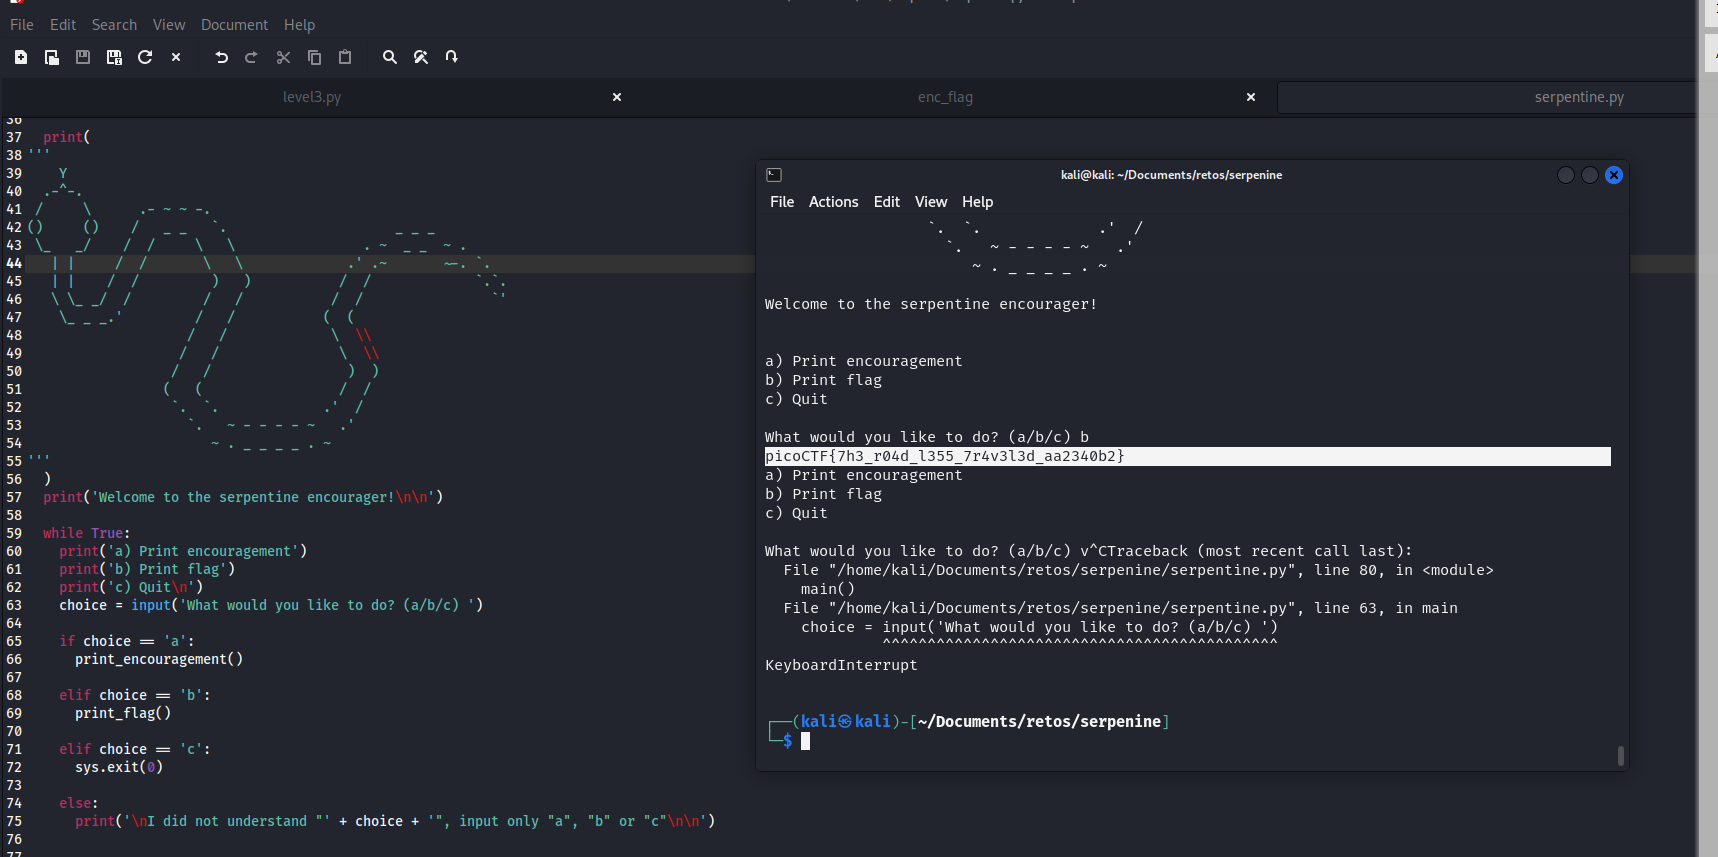 File Edit Search View Document Help
level3.py × enc_flag × serpentine.py
36
37   print(
38 '''
39     Y
40   .-^-.
41  /     \      .- ~ ~ -.
42 ()     ()    /   _ _   `.                     _ _ _
43  \_   _/    /  /     \   \                . ~  _ _  ~ .
44    | |     /  /       \   \             .' .~       ~-. `.
45    | |    /  /         )   )           /  /             `.`.
46    \ \_ _/  /         /   /           /  /                `'
47     \_ _ _.'         /   /           (  (
48                     /   /             \  \\
49                    /   /               \  \\
50                   /   /                 )  )
51                  (   (                 /  /
52                   `.  `.             .'  /
53                     `.   ~ - - - - ~   .'
54                        ~ . _ _ _ _ . ~
55 '''
56   )
57   print('Welcome to the serpentine encourager!\n\n')
58
59   while True:
60     print('a) Print encouragement')
61     print('b) Print flag')
62     print('c) Quit\n')
63     choice = input('What would you like to do? (a/b/c) ')
64
65     if choice == 'a':
66       print_encouragement()
67
68     elif choice == 'b':
69       print_flag()
70
71     elif choice == 'c':
72       sys.exit(0)
73
74     else:
75       print('\nI did not understand "' + choice + '", input only "a", "b" or "c"\n\n')
76
77
kali@kali: ~/Documents/retos/serpenine
File Actions Edit View Help
`.  `.             .'  /
`.   ~ - - - - ~   .'
~ . _ _ _ _ . ~
Welcome to the serpentine encourager!
a) Print encouragement
b) Print flag
c) Quit
What would you like to do? (a/b/c) b
picoCTF{7h3_r04d_l355_7r4v3l3d_aa2340b2}
a) Print encouragement
b) Print flag
c) Quit
What would you like to do? (a/b/c) v^CTraceback (most recent call last):
  File "/home/kali/Documents/retos/serpenine/serpentine.py", line 80, in <module>
    main()
  File "/home/kali/Documents/retos/serpenine/serpentine.py", line 63, in main
    choice = input('What would you like to do? (a/b/c) ')
             ^^^^^^^^^^^^^^^^^^^^^^^^^^^^^^^^^^^^^^^^^^^^
KeyboardInterrupt
┌──(kali㉿kali)-[~/Documents/retos/serpenine]
└─$